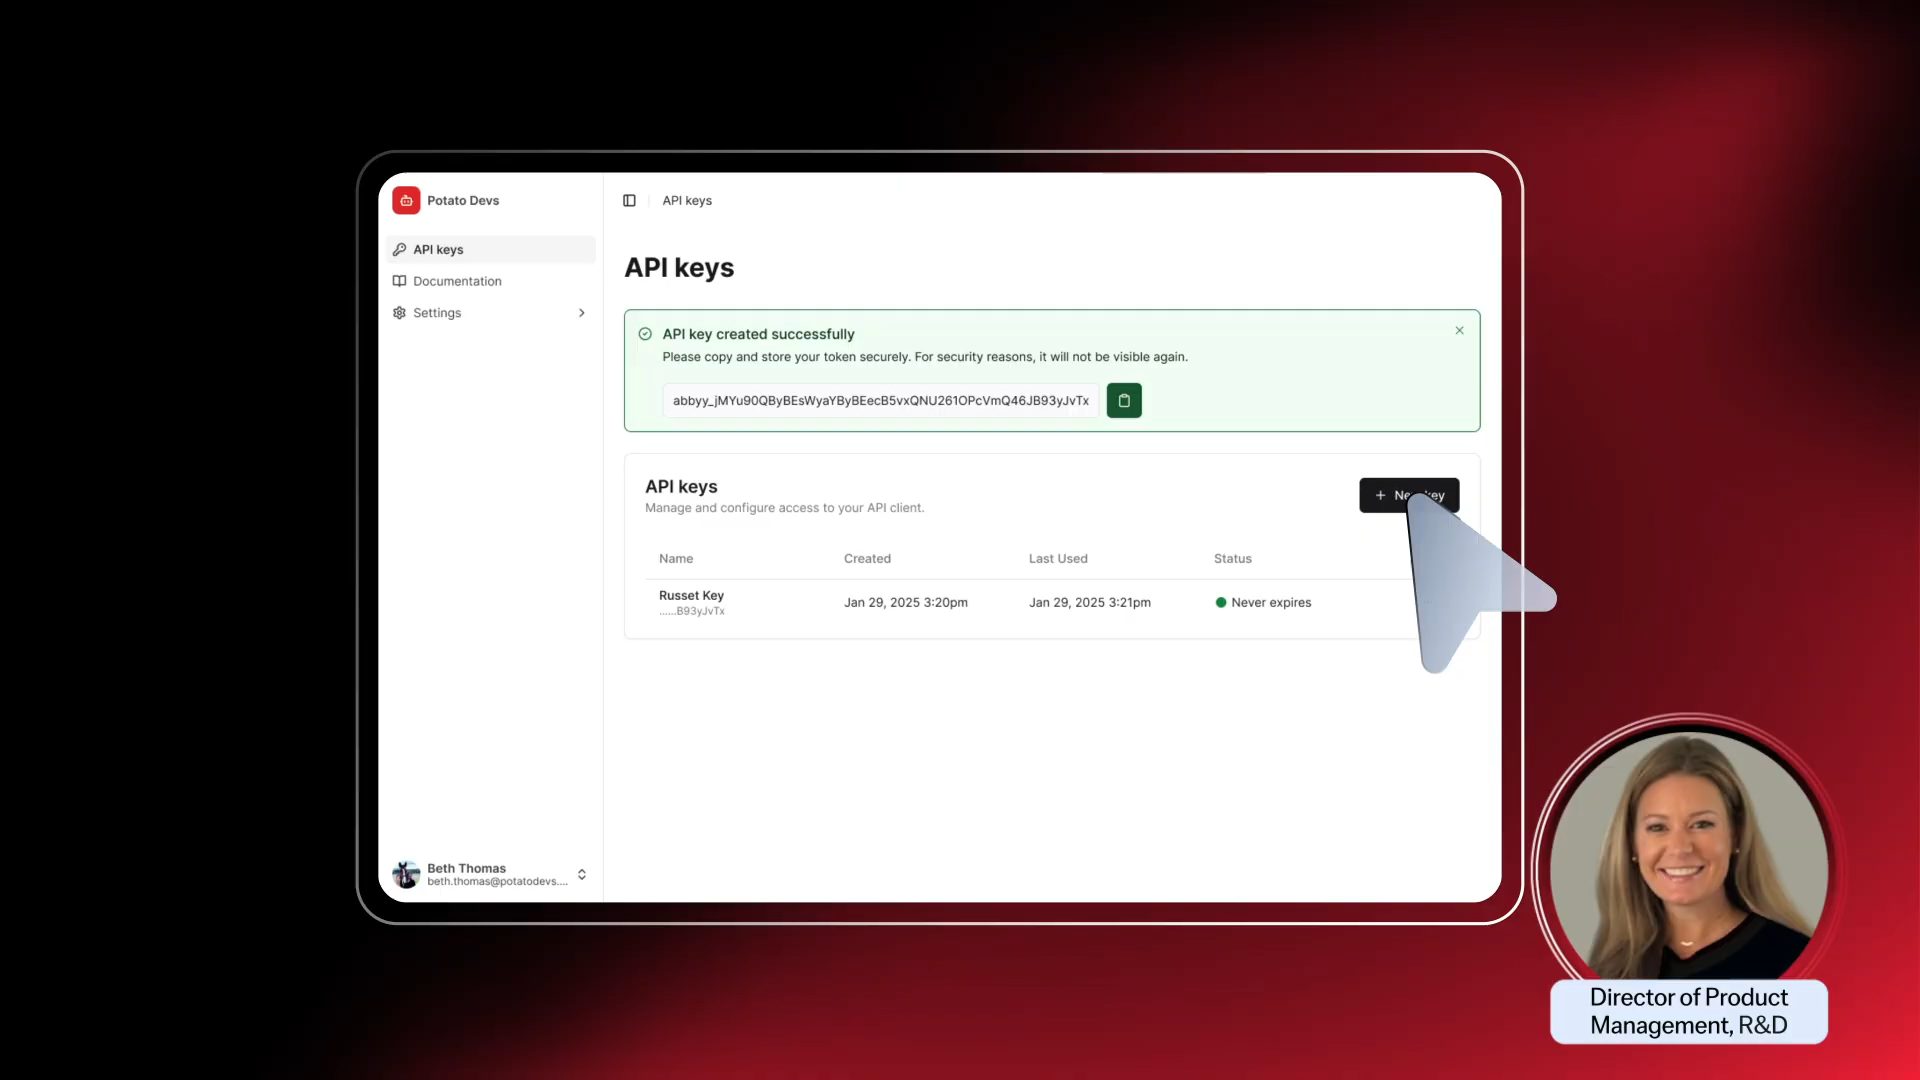 Potato Devs
API keys
Documentation
Settings
Beth Thomas
beth.thomas@potatodevs....
API keys
API keys
API key created successfully
Please copy and store your token securely. For security reasons, it will not be visible again.
abbyy_jMYu90QByBEsWyaYByBEecB5vxQNU261OPcVmQ46JB93yJvTx
API keys
Manage and configure access to your API client.
+ New key
Name Created Last Used Status
Russet Key Jan 29, 2025 3:20pm Jan 29, 2025 3:21pm Never expires
......B93yJvTx
Director of Product
Management, R&D